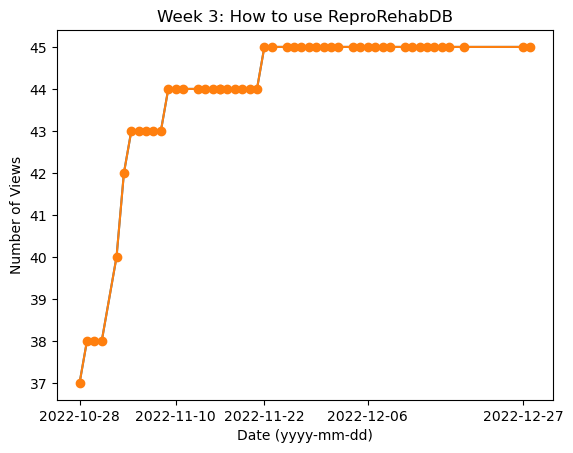 Week 3: How to use ReproRehabDB
45
44
43
42
41
40
39
38
37
Number of Views
2022-10-28 2022-11-10 2022-11-22 2022-12-06 2022-12-27
Date (yyyy-mm-dd)